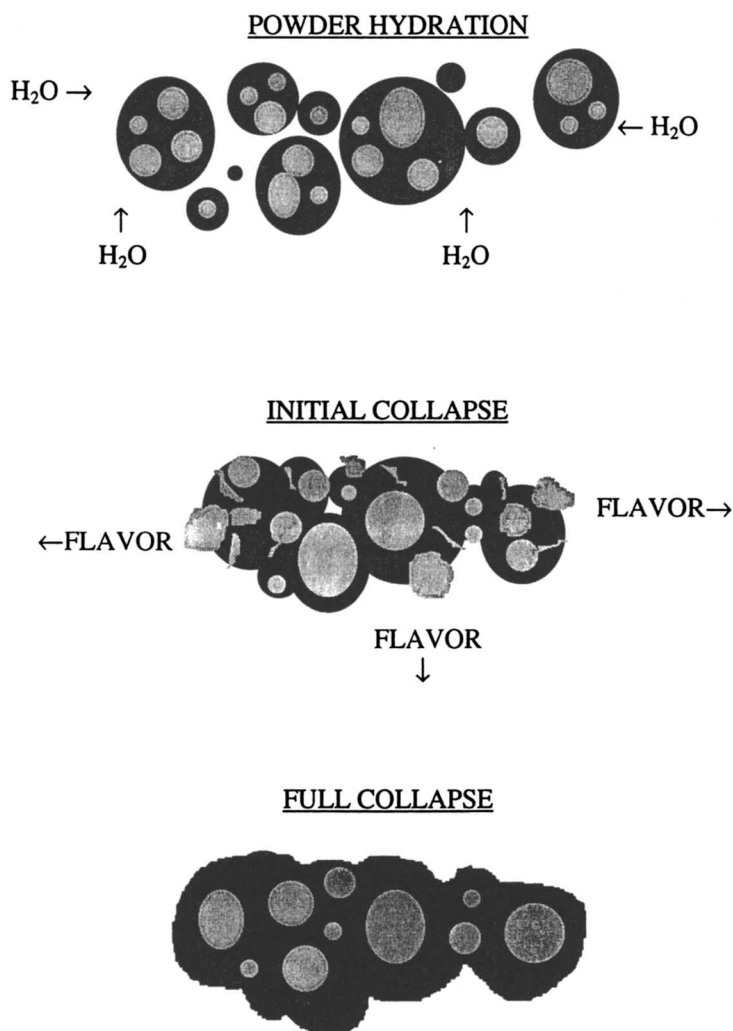 POWDER HYDRATION
H₂O →
← H₂O
↑ ↑
H₂O H₂O
INITIAL COLLAPSE
FLAVOR→
←FLAVOR
FLAVOR
↓
FULL COLLAPSE